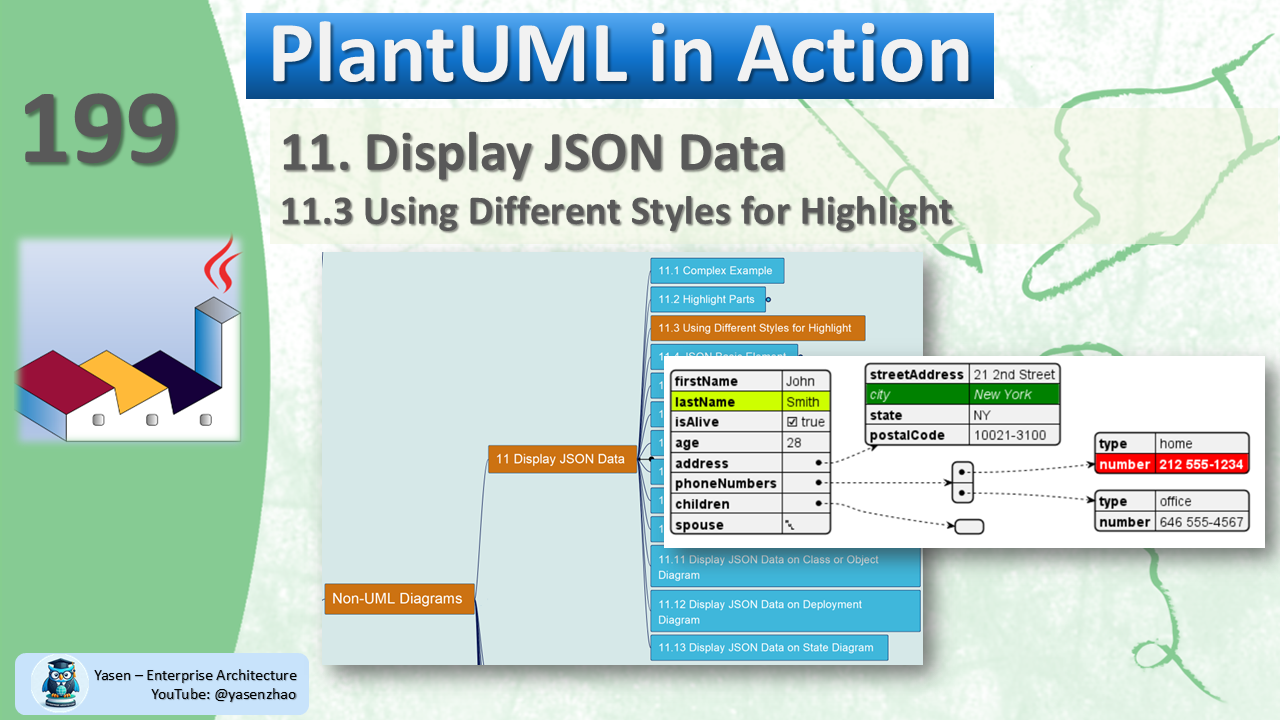 PlantUML in Action
199
11. Display JSON Data
11.3 Using Different Styles for Highlight
11.1 Complex Example
11.2 Highlight Parts
11.3 Using Different Styles for Highlight
11.4 JSON Basic Element
11 Display JSON Data
Non-UML Diagrams
11.11 Display JSON Data on Class or Object
Diagram
11.12 Display JSON Data on Deployment
Diagram
11.13 Display JSON Data on State Diagram
firstName John
lastName Smith
isAlive ☑ true
age 28
address
phoneNumbers
children
spouse ␀
streetAddress 21 2nd Street
city New York
state NY
postalCode 10021-3100
type home
number 212 555-1234
type office
number 646 555-4567
Yasen – Enterprise Architecture
YouTube: @yasenzhao